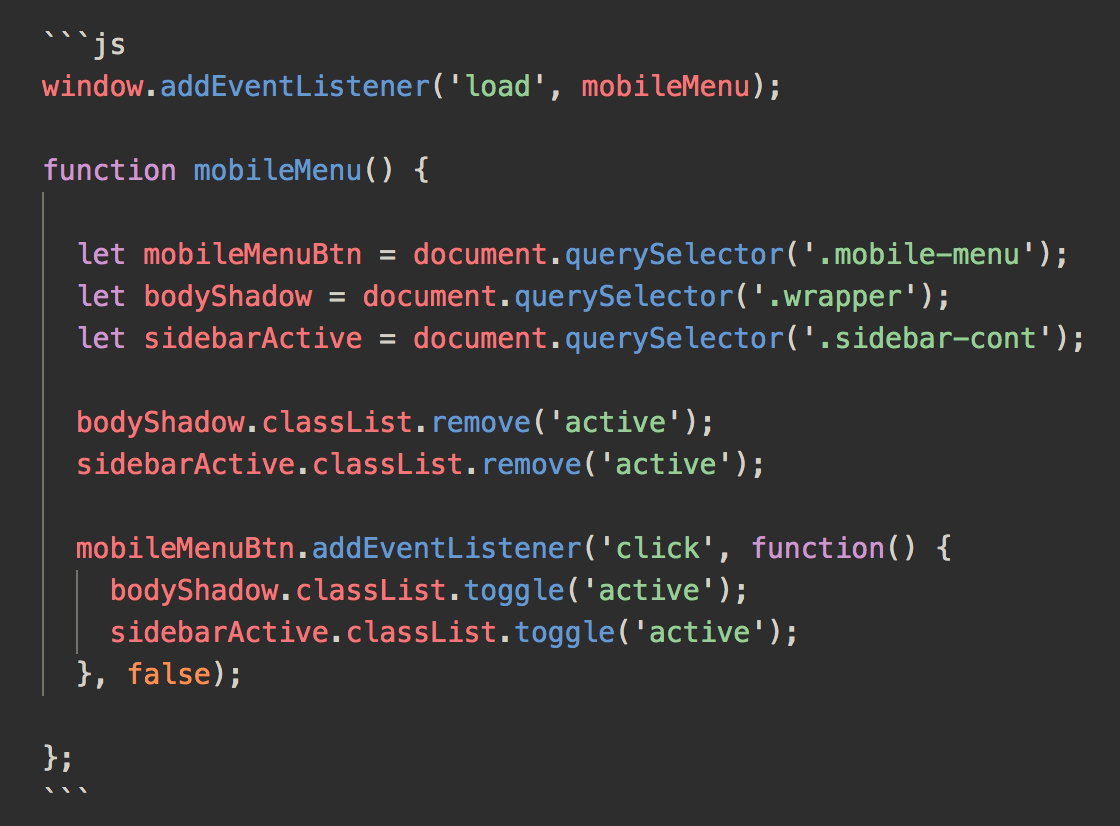 ```js
window.addEventListener('load', mobileMenu);
function mobileMenu() {
let mobileMenuBtn = document.querySelector('.mobile-menu');
let bodyShadow = document.querySelector('.wrapper');
let sidebarActive = document.querySelector('.sidebar-cont');
bodyShadow.classList.remove('active');
sidebarActive.classList.remove('active');
mobileMenuBtn.addEventListener('click', function() {
bodyShadow.classList.toggle('active');
sidebarActive.classList.toggle('active');
}, false);
};
```